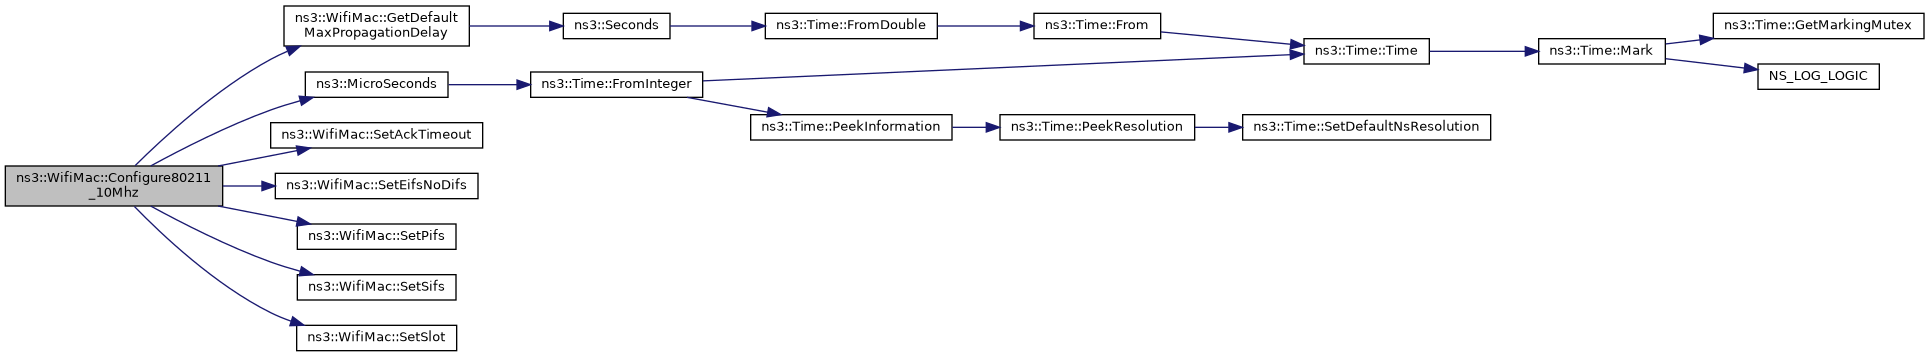 ns3::WifiMac::Configure80211
_10Mhz
ns3::WifiMac::GetDefault
MaxPropagationDelay
ns3::Seconds
ns3::Time::FromDouble
ns3::Time::From
ns3::Time::Time
ns3::Time::Mark
ns3::Time::GetMarkingMutex
NS_LOG_LOGIC
ns3::MicroSeconds
ns3::Time::FromInteger
ns3::Time::PeekInformation
ns3::Time::PeekResolution
ns3::Time::SetDefaultNsResolution
ns3::WifiMac::SetAckTimeout
ns3::WifiMac::SetEifsNoDifs
ns3::WifiMac::SetPifs
ns3::WifiMac::SetSifs
ns3::WifiMac::SetSlot